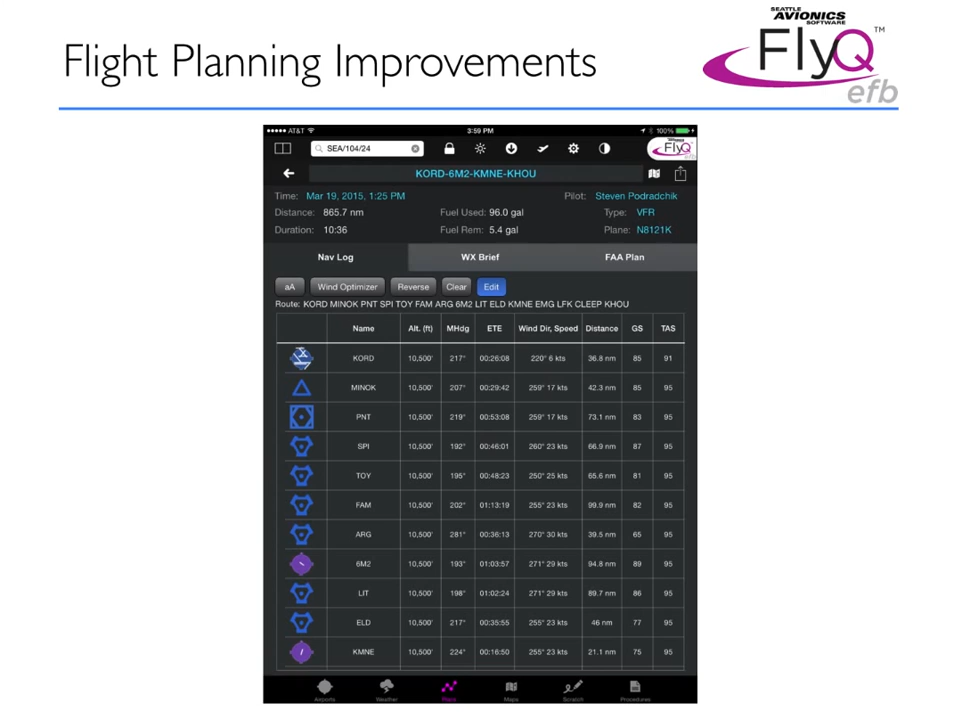 SEATTLE
AVIONICS
SOFTWARE
FlyQ™
efb
Flight Planning Improvements
AT&T 3:59 PM 100%
SEA/104/24
FlyQ
efb
KORD-6M2-KMNE-KHOU
Time: Mar 19, 2015, 1:25 PM Pilot: Steven Podradchik
Distance: 865.7 nm Fuel Used: 96.0 gal Type: VFR
Duration: 10:36 Fuel Rem: 5.4 gal Plane: N8121K
Nav Log WX Brief FAA Plan
aA Wind Optimizer Reverse Clear Edit
Route: KORD MINOK PNT SPI TOY FAM ARG 6M2 LIT ELD KMNE EMG LFK CLEEP KHOU
Name Alt. (ft) MHdg ETE Wind Dir, Speed Distance GS TAS
KORD 10,500' 217° 00:26:08 220° 6 kts 36.8 nm 85 91
MINOK 10,500' 207° 00:29:42 259° 17 kts 42.3 nm 85 95
PNT 10,500' 219° 00:53:08 259° 17 kts 73.1 nm 83 95
SPI 10,500' 192° 00:46:01 260° 23 kts 66.9 nm 87 95
TOY 10,500' 195° 00:48:23 250° 25 kts 65.6 nm 81 95
FAM 10,500' 202° 01:13:19 255° 23 kts 99.9 nm 82 95
ARG 10,500' 281° 00:36:13 270° 30 kts 39.5 nm 65 95
6M2 10,500' 193° 01:03:57 271° 29 kts 94.8 nm 89 95
LIT 10,500' 198° 01:02:24 271° 29 kts 89.7 nm 86 95
ELD 10,500' 217° 00:35:55 255° 23 kts 46 nm 77 95
KMNE 10,500' 224° 00:16:50 255° 23 kts 21.1 nm 75 95
Airports Weather Plans Maps Scratch Procedures